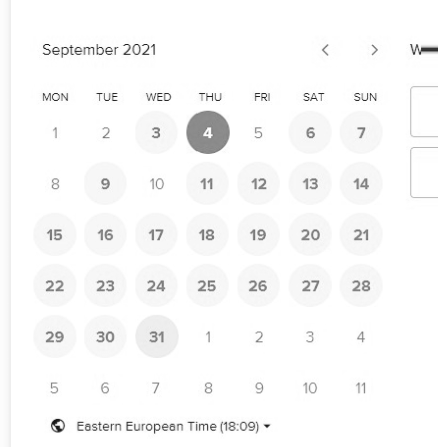 September 2021
MON TUE WED THU FRI SAT SUN
1 2 3 4 5 6 7
8 9 10 11 12 13 14
15 16 17 18 19 20 21
22 23 24 25 26 27 28
29 30 31 1 2 3 4
5 6 7 8 9 10 11
Eastern European Time (18:09)